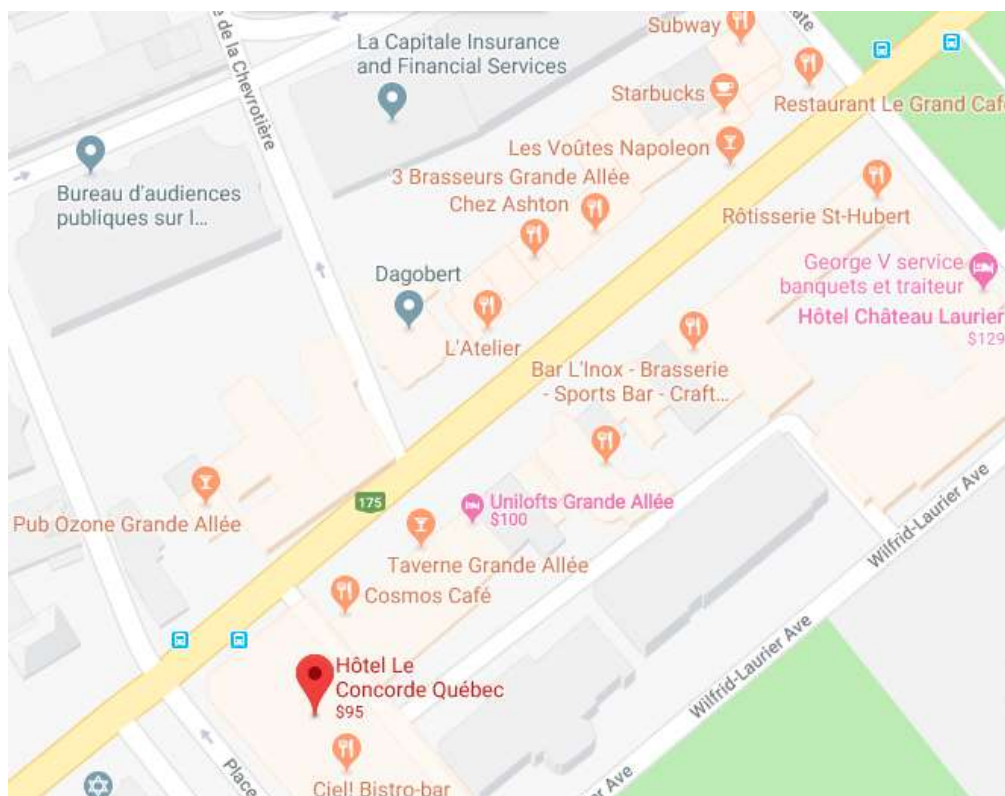 Subway
La Capitale Insurance
and Financial Services
de la Chevrotière
Starbucks
Restaurant Le Grand Caf
Les Voûtes Napoleon
3 Brasseurs Grande Allée
Chez Ashton
Bureau d'audiences
publiques sur l...
Rôtisserie St-Hubert
George V service
banquets et traiteur
Hôtel Château Laurier
$129
Dagobert
L'Atelier
Bar L'Inox - Brasserie
- Sports Bar - Craft...
175
Unilofts Grande Allée
$100
Pub Ozone Grande Allée
Taverne Grande Allée
Wilfrid-Laurier Ave
Cosmos Café
Hôtel Le
Concorde Québec
$95
Wilfrid-Laurier Ave
Place
Ciel! Bistro-bar
er Ave